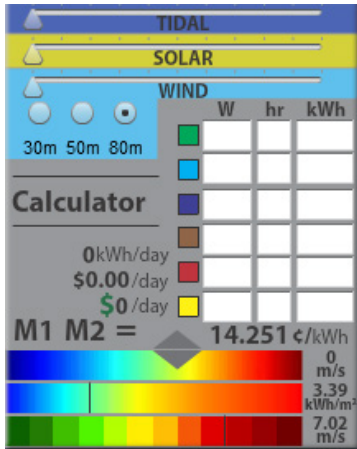 TIDAL
SOLAR
WIND
W hr kWh
30m 50m 80m
Calculator
0kWh/day
$0.00/day
$0/day
M1 M2 = 14.251 ¢/kWh
0
m/s
3.39
kWh/m²
7.02
m/s